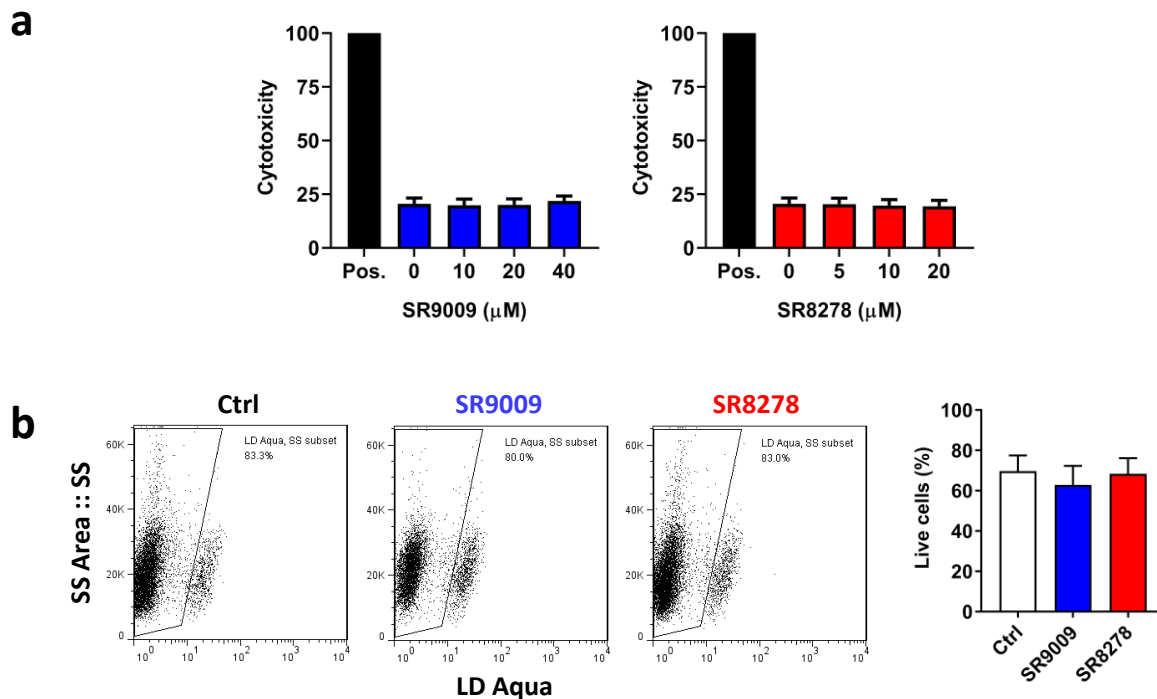 a
100
75
50
25
0
Cytotoxicity
Pos. 0 10 20 40
SR9009 (μM)
100
75
50
25
0
Cytotoxicity
Pos. 0 5 10 20
SR8278 (μM)
b
Ctrl
SR9009
SR8278
SS Area :: SS
60K
40K
20K
0
LD Aqua, SS subset
83.3%
10^0 10^1 10^2 10^3 10^4
60K
40K
20K
0
LD Aqua, SS subset
80.0%
10^0 10^1 10^2 10^3 10^4
60K
40K
20K
0
LD Aqua, SS subset
83.0%
10^0 10^1 10^2 10^3 10^4
LD Aqua
100
80
60
40
20
0
Live cells (%)
Ctrl
SR9009
SR8278